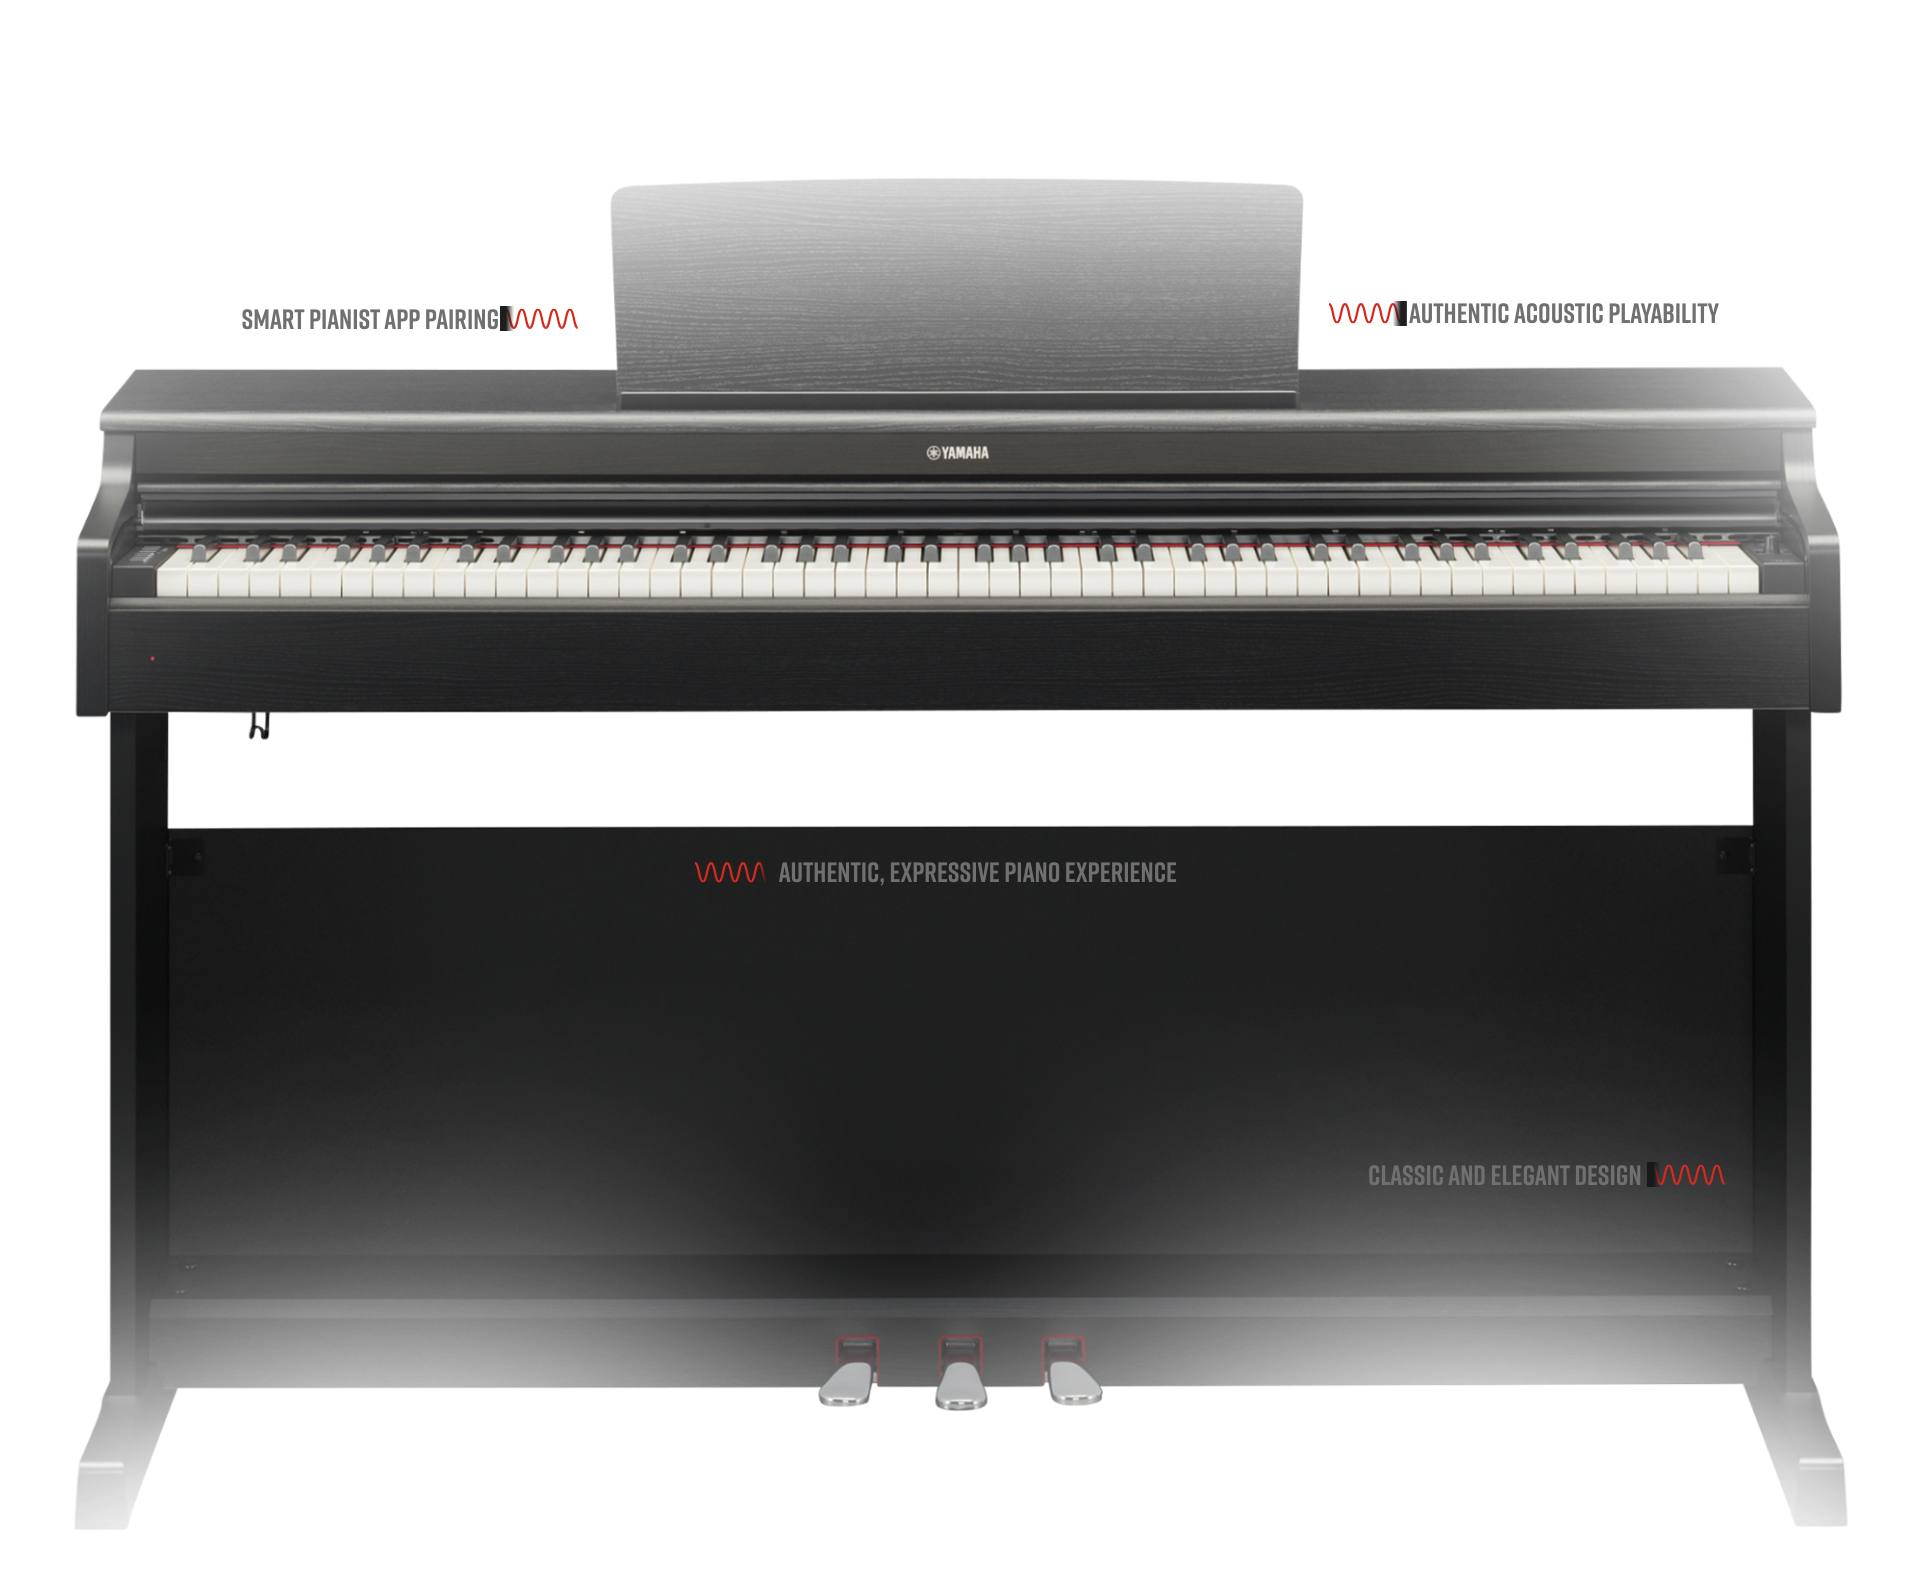 SMART PIANIST APP PAIRING
AUTHENTIC ACOUSTIC PLAYABILITY
YAMAHA
AUTHENTIC, EXPRESSIVE PIANO EXPERIENCE
CLASSIC AND ELEGANT DESIGN